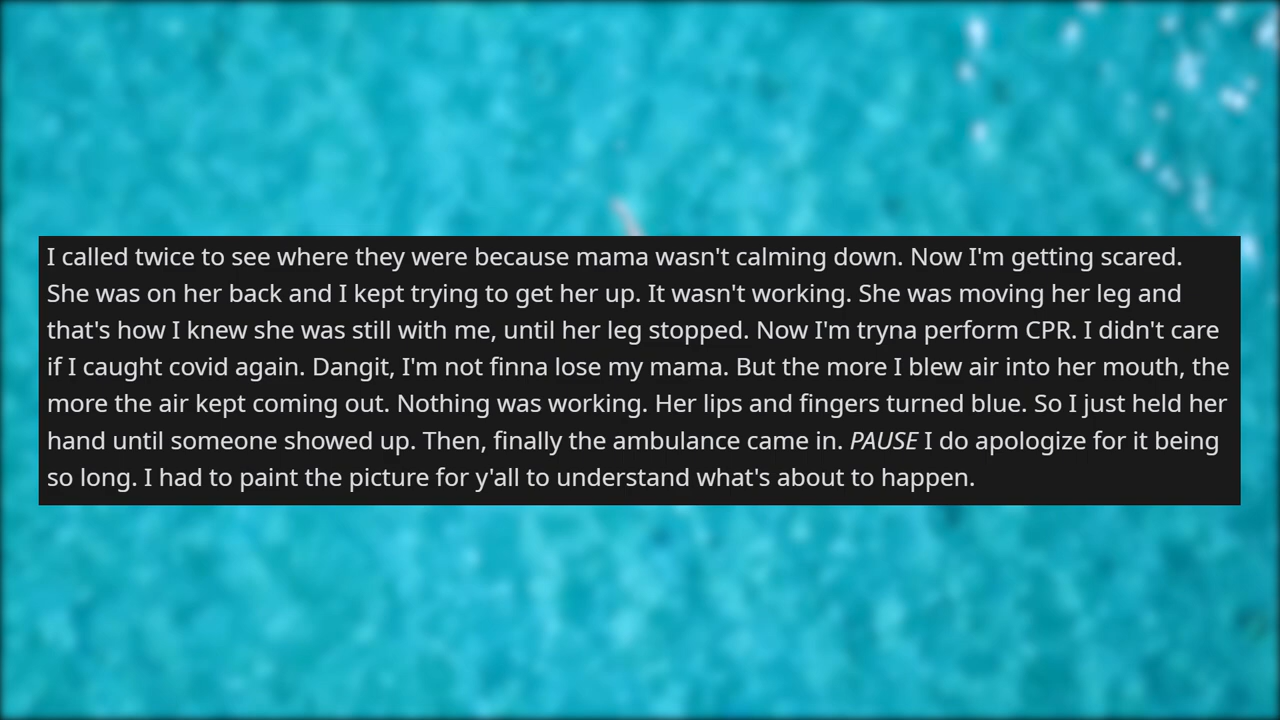 I called twice to see where they were because mama wasn't calming down. Now I'm getting scared.
She was on her back and I kept trying to get her up. It wasn't working. She was moving her leg and
that's how I knew she was still with me, until her leg stopped. Now I'm tryna perform CPR. I didn't care
if I caught covid again. Dangit, I'm not finna lose my mama. But the more I blew air into her mouth, the
more the air kept coming out. Nothing was working. Her lips and fingers turned blue. So I just held her
hand until someone showed up. Then, finally the ambulance came in. PAUSE I do apologize for it being
so long. I had to paint the picture for y'all to understand what's about to happen.